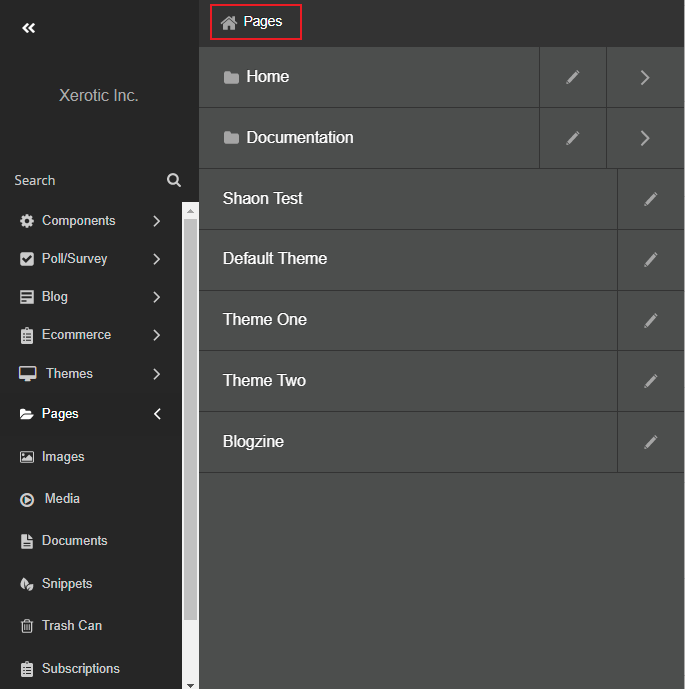 Xerotic Inc.
Search
Components
Poll/Survey
Blog
Ecommerce
Themes
Pages
Images
Media
Documents
Snippets
Trash Can
Subscriptions
Pages
Home
Documentation
Shaon Test
Default Theme
Theme One
Theme Two
Blogzine